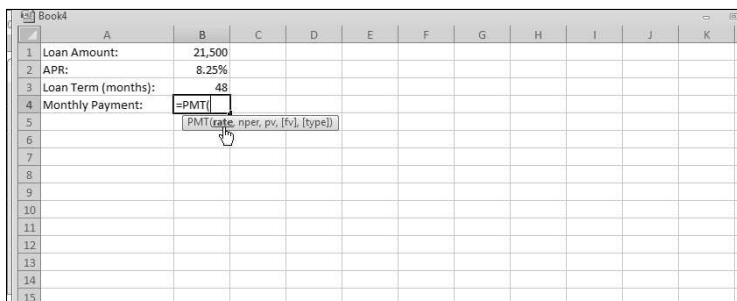 Book4
A B C D E F G H I J K
1 Loan Amount: 21,500
2 APR: 8.25%
3 Loan Term (months): 48
4 Monthly Payment: =PMT(
5 PMT(rate, nper, pv, [fv], [type])
6
7
8
9
10
11
12
13
14
15